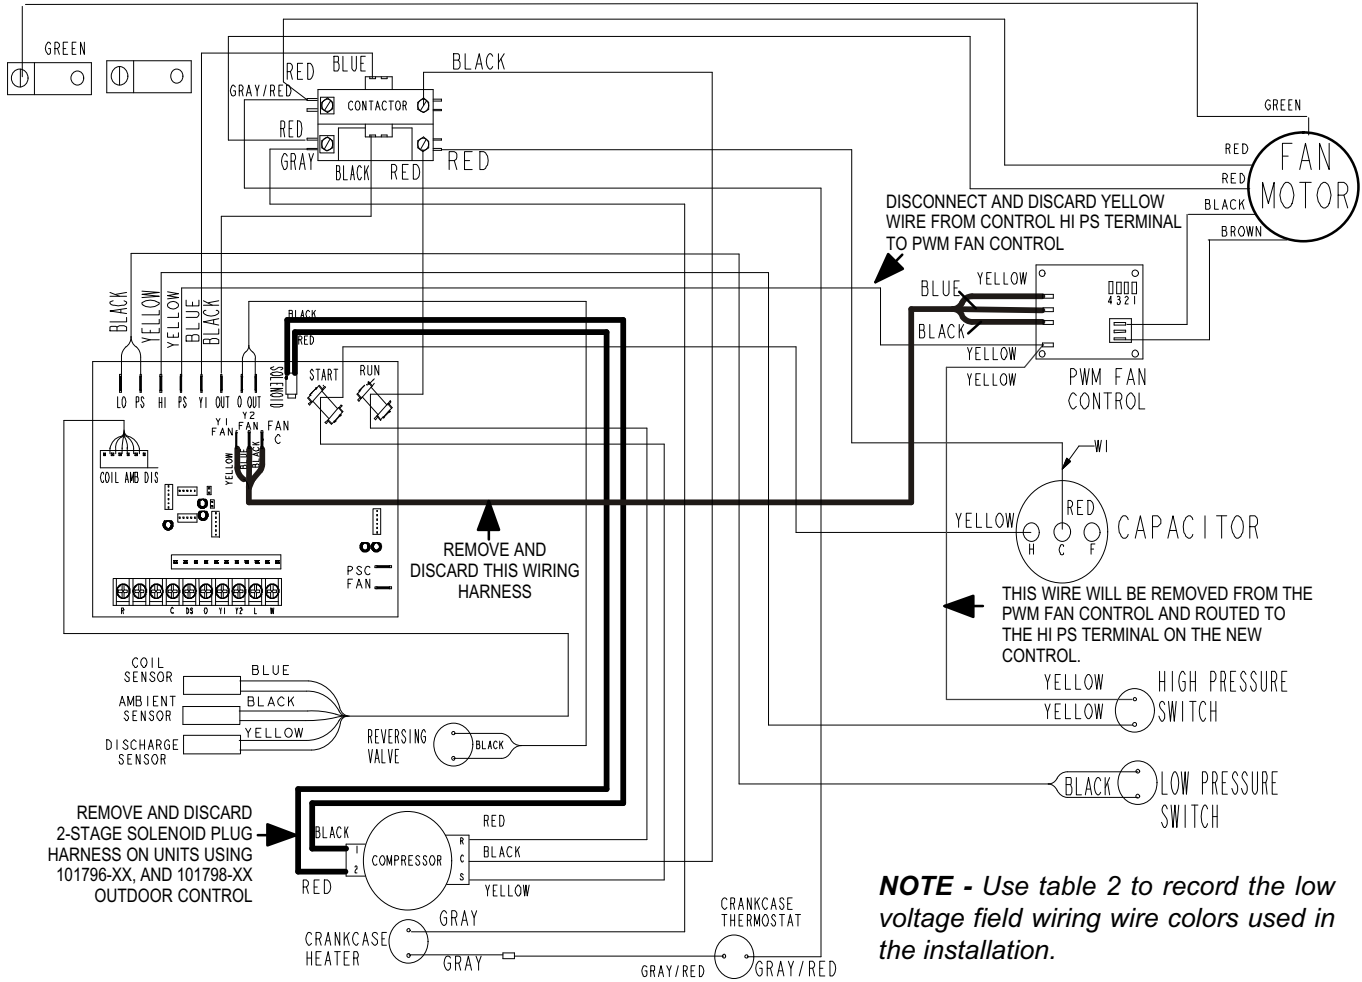 GREEN
RED
BLUE
BLACK
GRAY/RED
CONTACTOR
RED
GRAY
BLACK
RED
RED
GREEN
RED
RED
BLACK
BROWN
FAN
MOTOR
DISCONNECT AND DISCARD YELLOW
WIRE FROM CONTROL HI PS TERMINAL
TO PWM FAN CONTROL
BLUE
YELLOW
BLACK
YELLOW
YELLOW
4 3 2 1
PWM FAN
CONTROL
BLACK
YELLOW
YELLOW
BLUE
BLACK
BLACK
RED
LO PS HI PS Y1 OUT O OUT
SOLENOID
START
RUN
Y1
FAN
Y2
FAN
FAN
C
YELLOW
BLUE
BLACK
COIL AMB DIS
PSC
FAN
R C DS O Y1 Y2 L W
REMOVE AND
DISCARD THIS WIRING
HARNESS
W1
YELLOW
RED
H C F
CAPACITOR
THIS WIRE WILL BE REMOVED FROM THE
PWM FAN CONTROL AND ROUTED TO
THE HI PS TERMINAL ON THE NEW
CONTROL.
COIL
SENSOR
BLUE
AMBIENT
SENSOR
BLACK
DISCHARGE
SENSOR
YELLOW
REVERSING
VALVE
BLACK
YELLOW
YELLOW
HIGH PRESSURE
SWITCH
BLACK
LOW PRESSURE
SWITCH
REMOVE AND DISCARD
2-STAGE SOLENOID PLUG
HARNESS ON UNITS USING
101796-XX, AND 101798-XX
OUTDOOR CONTROL
BLACK
RED
1
2
COMPRESSOR
R
C
S
RED
BLACK
YELLOW
CRANKCASE
HEATER
GRAY
GRAY
CRANKCASE
THERMOSTAT
GRAY/RED
GRAY/RED
NOTE - Use table 2 to record the low
voltage field wiring wire colors used in
the installation.